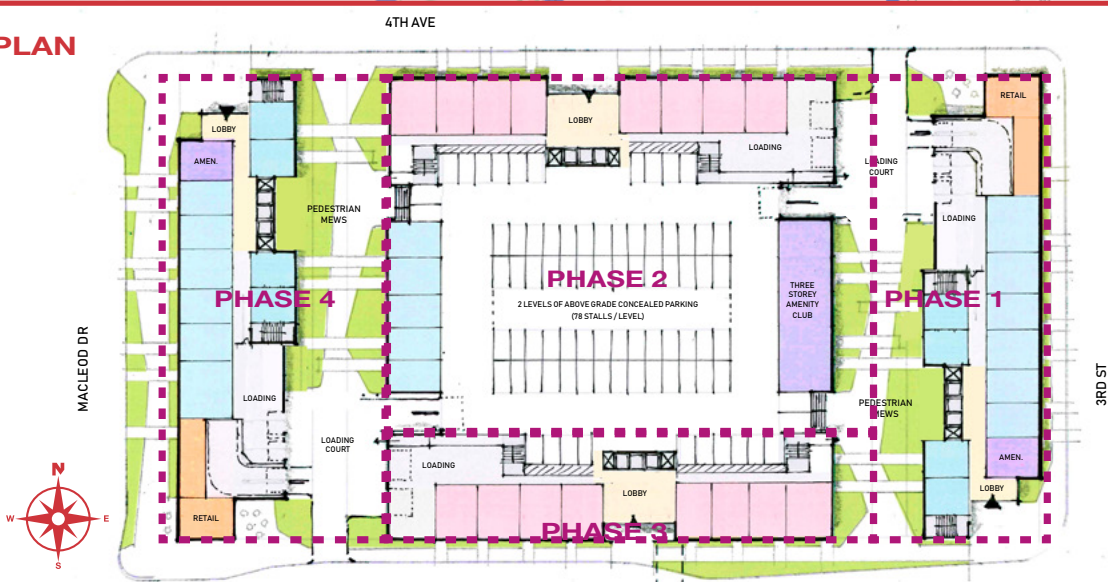 4TH AVE
PLAN
RETAIL
LOBBY
LOBBY
AMEN.
LOADING
LOADING
COURT
PEDESTRIAN
MEWS
LOADING
PHASE 2
2 LEVELS OF ABOVE GRADE CONCEALED PARKING
(78 STALLS / LEVEL)
THREE
STOREY
AMENITY
CLUB
PHASE 4
PHASE 1
MACLEOD DR
3RD ST
LOADING
PEDESTRIAN
MEWS
LOADING
COURT
LOADING
AMEN.
LOBBY
LOBBY
RETAIL
PHASE 3
N
W
E
S